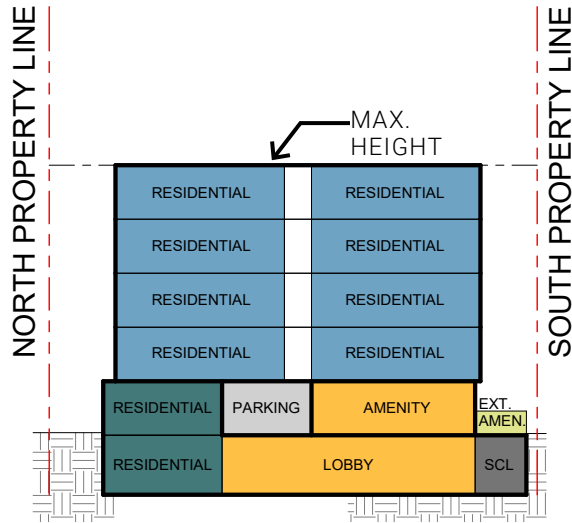 NORTH PROPERTY LINE
SOUTH PROPERTY LINE
MAX.
HEIGHT
RESIDENTIAL RESIDENTIAL
RESIDENTIAL RESIDENTIAL
RESIDENTIAL RESIDENTIAL
RESIDENTIAL RESIDENTIAL
RESIDENTIAL PARKING AMENITY EXT.
AMEN.
RESIDENTIAL LOBBY SCL